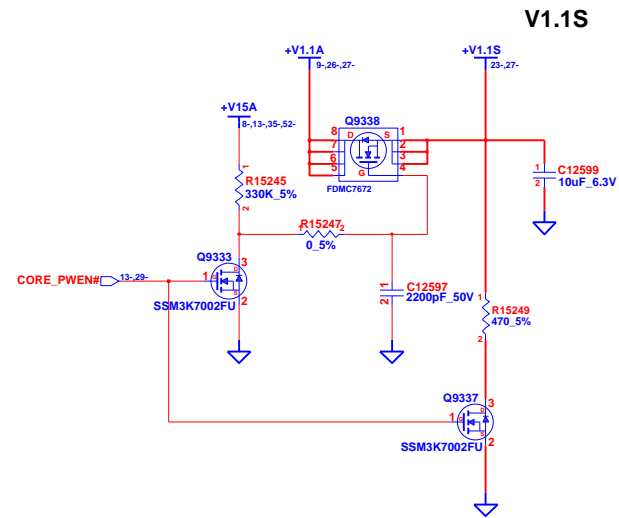 V1.1S
+V1.1A
9-,26-,27-
+V1.1S
23-,27-
+V15A
8-,13-,35-,52-
Q9338
8 D S 1
7 2
6 3
5 G 4
FDMC7672
1
C12599
2
10uF_6.3V
1
R15245
330K_5%
2
R15247
1 2
0_5%
Q9333
3
D
CORE_PWEN#
13-,29-
1 G
S
2
SSM3K7002FU
1
C12597
2200pF_50V
2
1
R15249
470_5%
2
Q9337
3
D
1 G
S
2
SSM3K7002FU